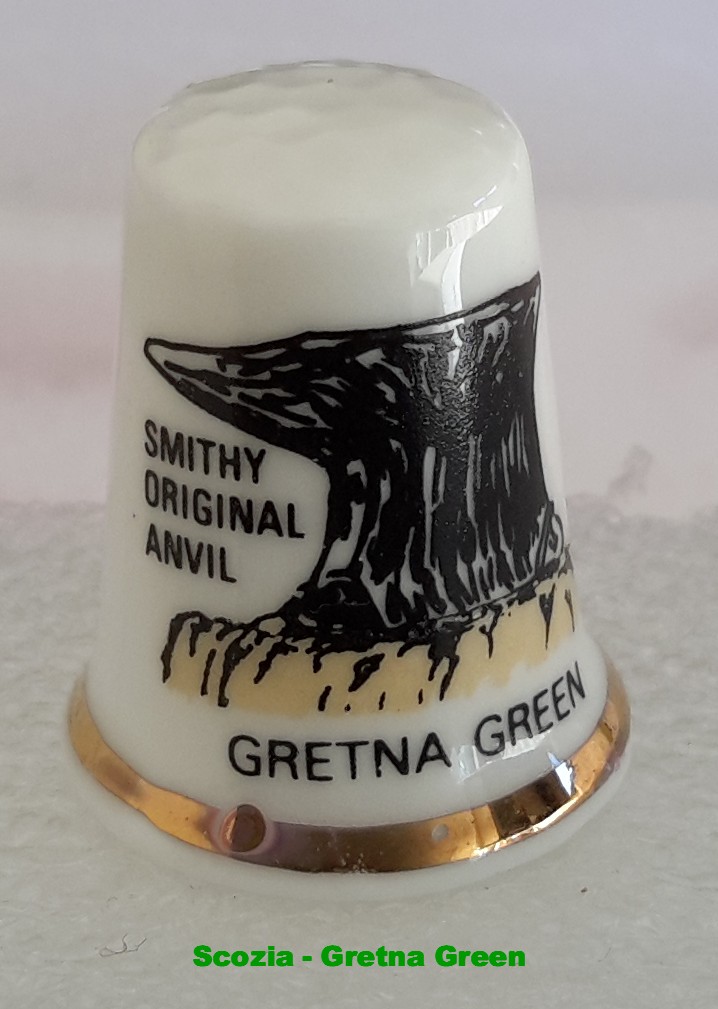 SMITHY
ORIGINAL
ANVIL
GRETNA GREEN
Scozia - Gretna Green